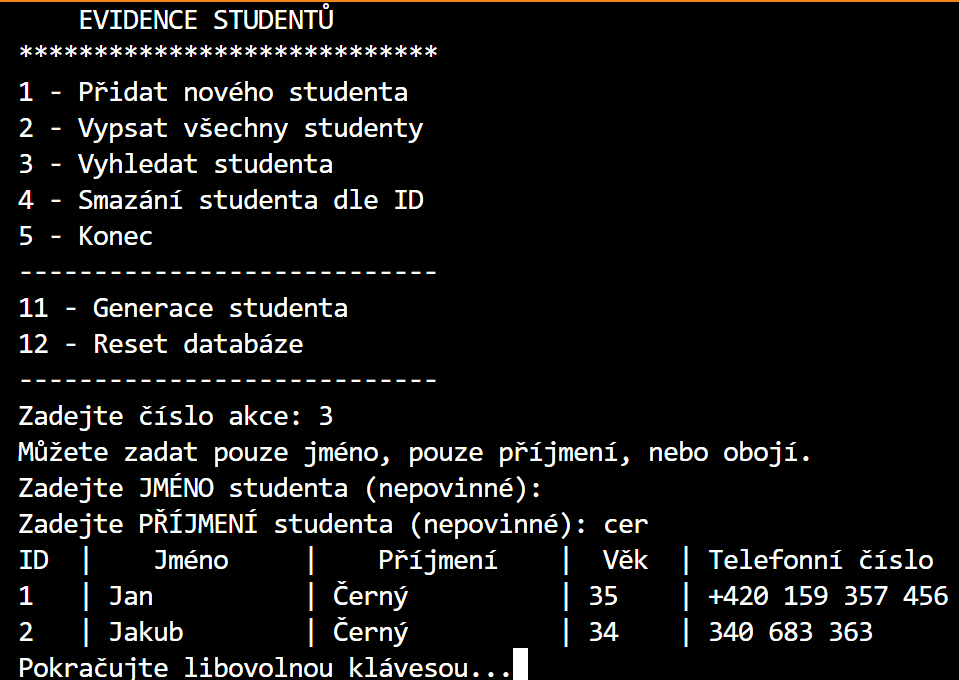 EVIDENCE STUDENTŮ
****************************
1 - Přidat nového studenta
2 - Vypsat všechny studenty
3 - Vyhledat studenta
4 - Smazání studenta dle ID
5 - Konec
----------------------------
11 - Generace studenta
12 - Reset databáze
----------------------------
Zadejte číslo akce: 3
Můžete zadat pouze jméno, pouze příjmení, nebo obojí.
Zadejte JMÉNO studenta (nepovinné):
Zadejte PŘÍJMENÍ studenta (nepovinné): cer
ID | Jméno | Příjmení | Věk | Telefonní číslo
1 | Jan | Černý | 35 | +420 159 357 456
2 | Jakub | Černý | 34 | 340 683 363
Pokračujte libovolnou klávesou...